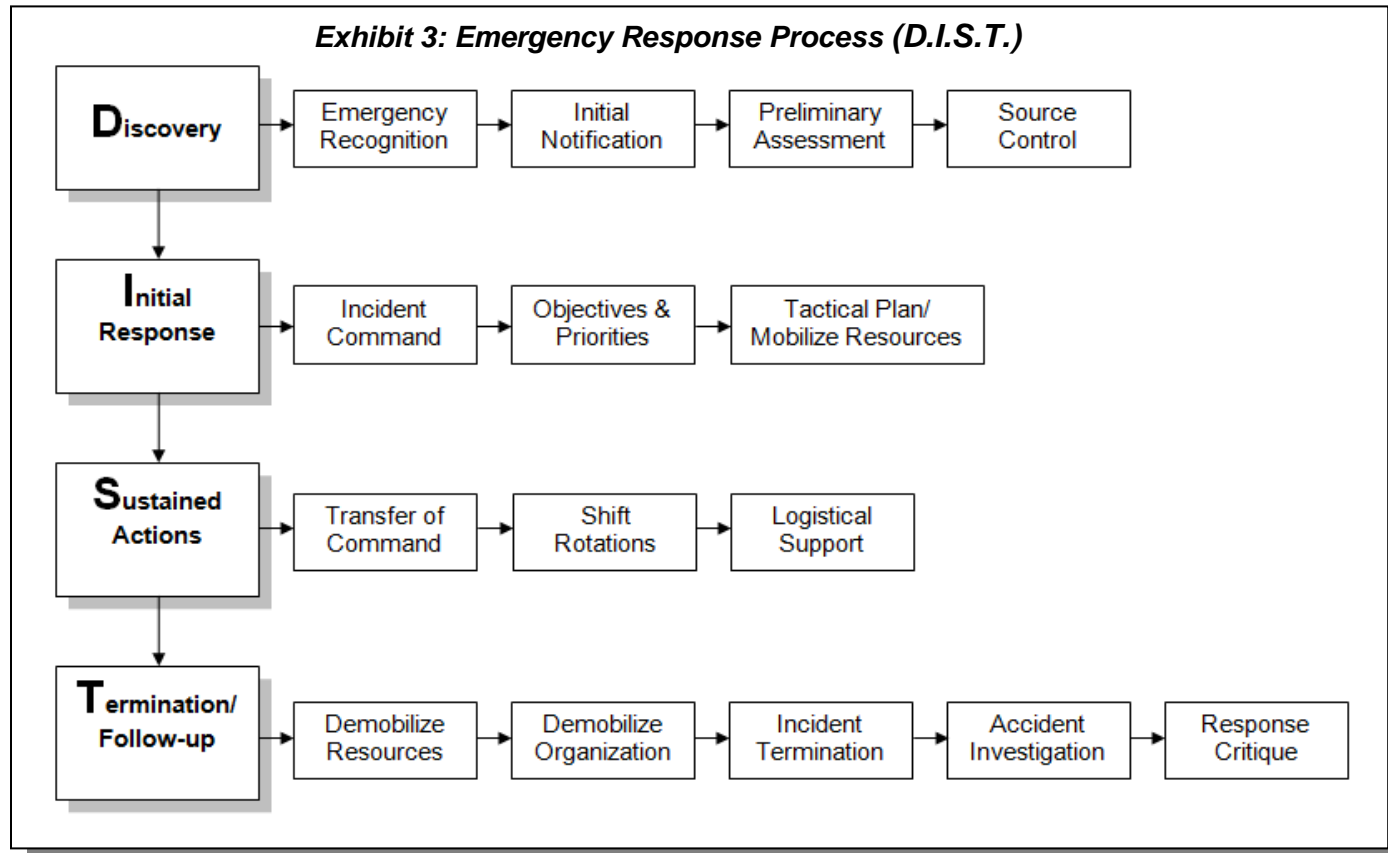 Exhibit 3: Emergency Response Process (D.I.S.T.)
Discovery
Emergency
Recognition
Initial
Notification
Preliminary
Assessment
Source
Control
Initial
Response
Incident
Command
Objectives &
Priorities
Tactical Plan/
Mobilize Resources
Sustained
Actions
Transfer of
Command
Shift
Rotations
Logistical
Support
Termination/
Follow-up
Demobilize
Resources
Demobilize
Organization
Incident
Termination
Accident
Investigation
Response
Critique